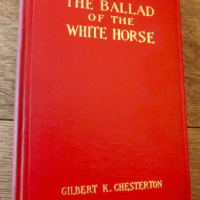 THE BALLAD
OF THE
WHITE HORSE
GILBERT K. CHESTERTON